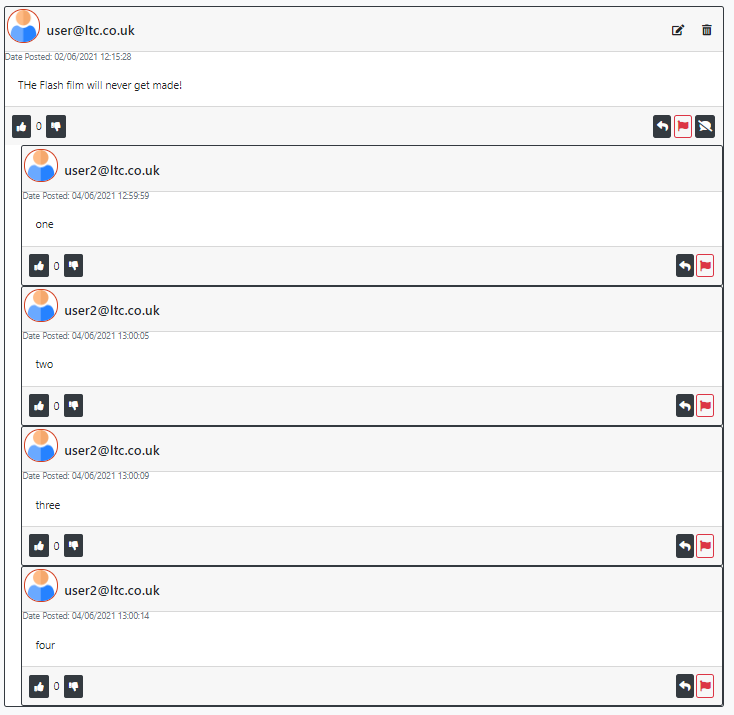 user@ltc.co.uk
Date Posted: 02/06/2021 12:15:28
THe Flash film will never get made!
0
user2@ltc.co.uk
Date Posted: 04/06/2021 12:59:59
one
0
user2@ltc.co.uk
Date Posted: 04/06/2021 13:00:05
two
0
user2@ltc.co.uk
Date Posted: 04/06/2021 13:00:09
three
0
user2@ltc.co.uk
Date Posted: 04/06/2021 13:00:14
four
0